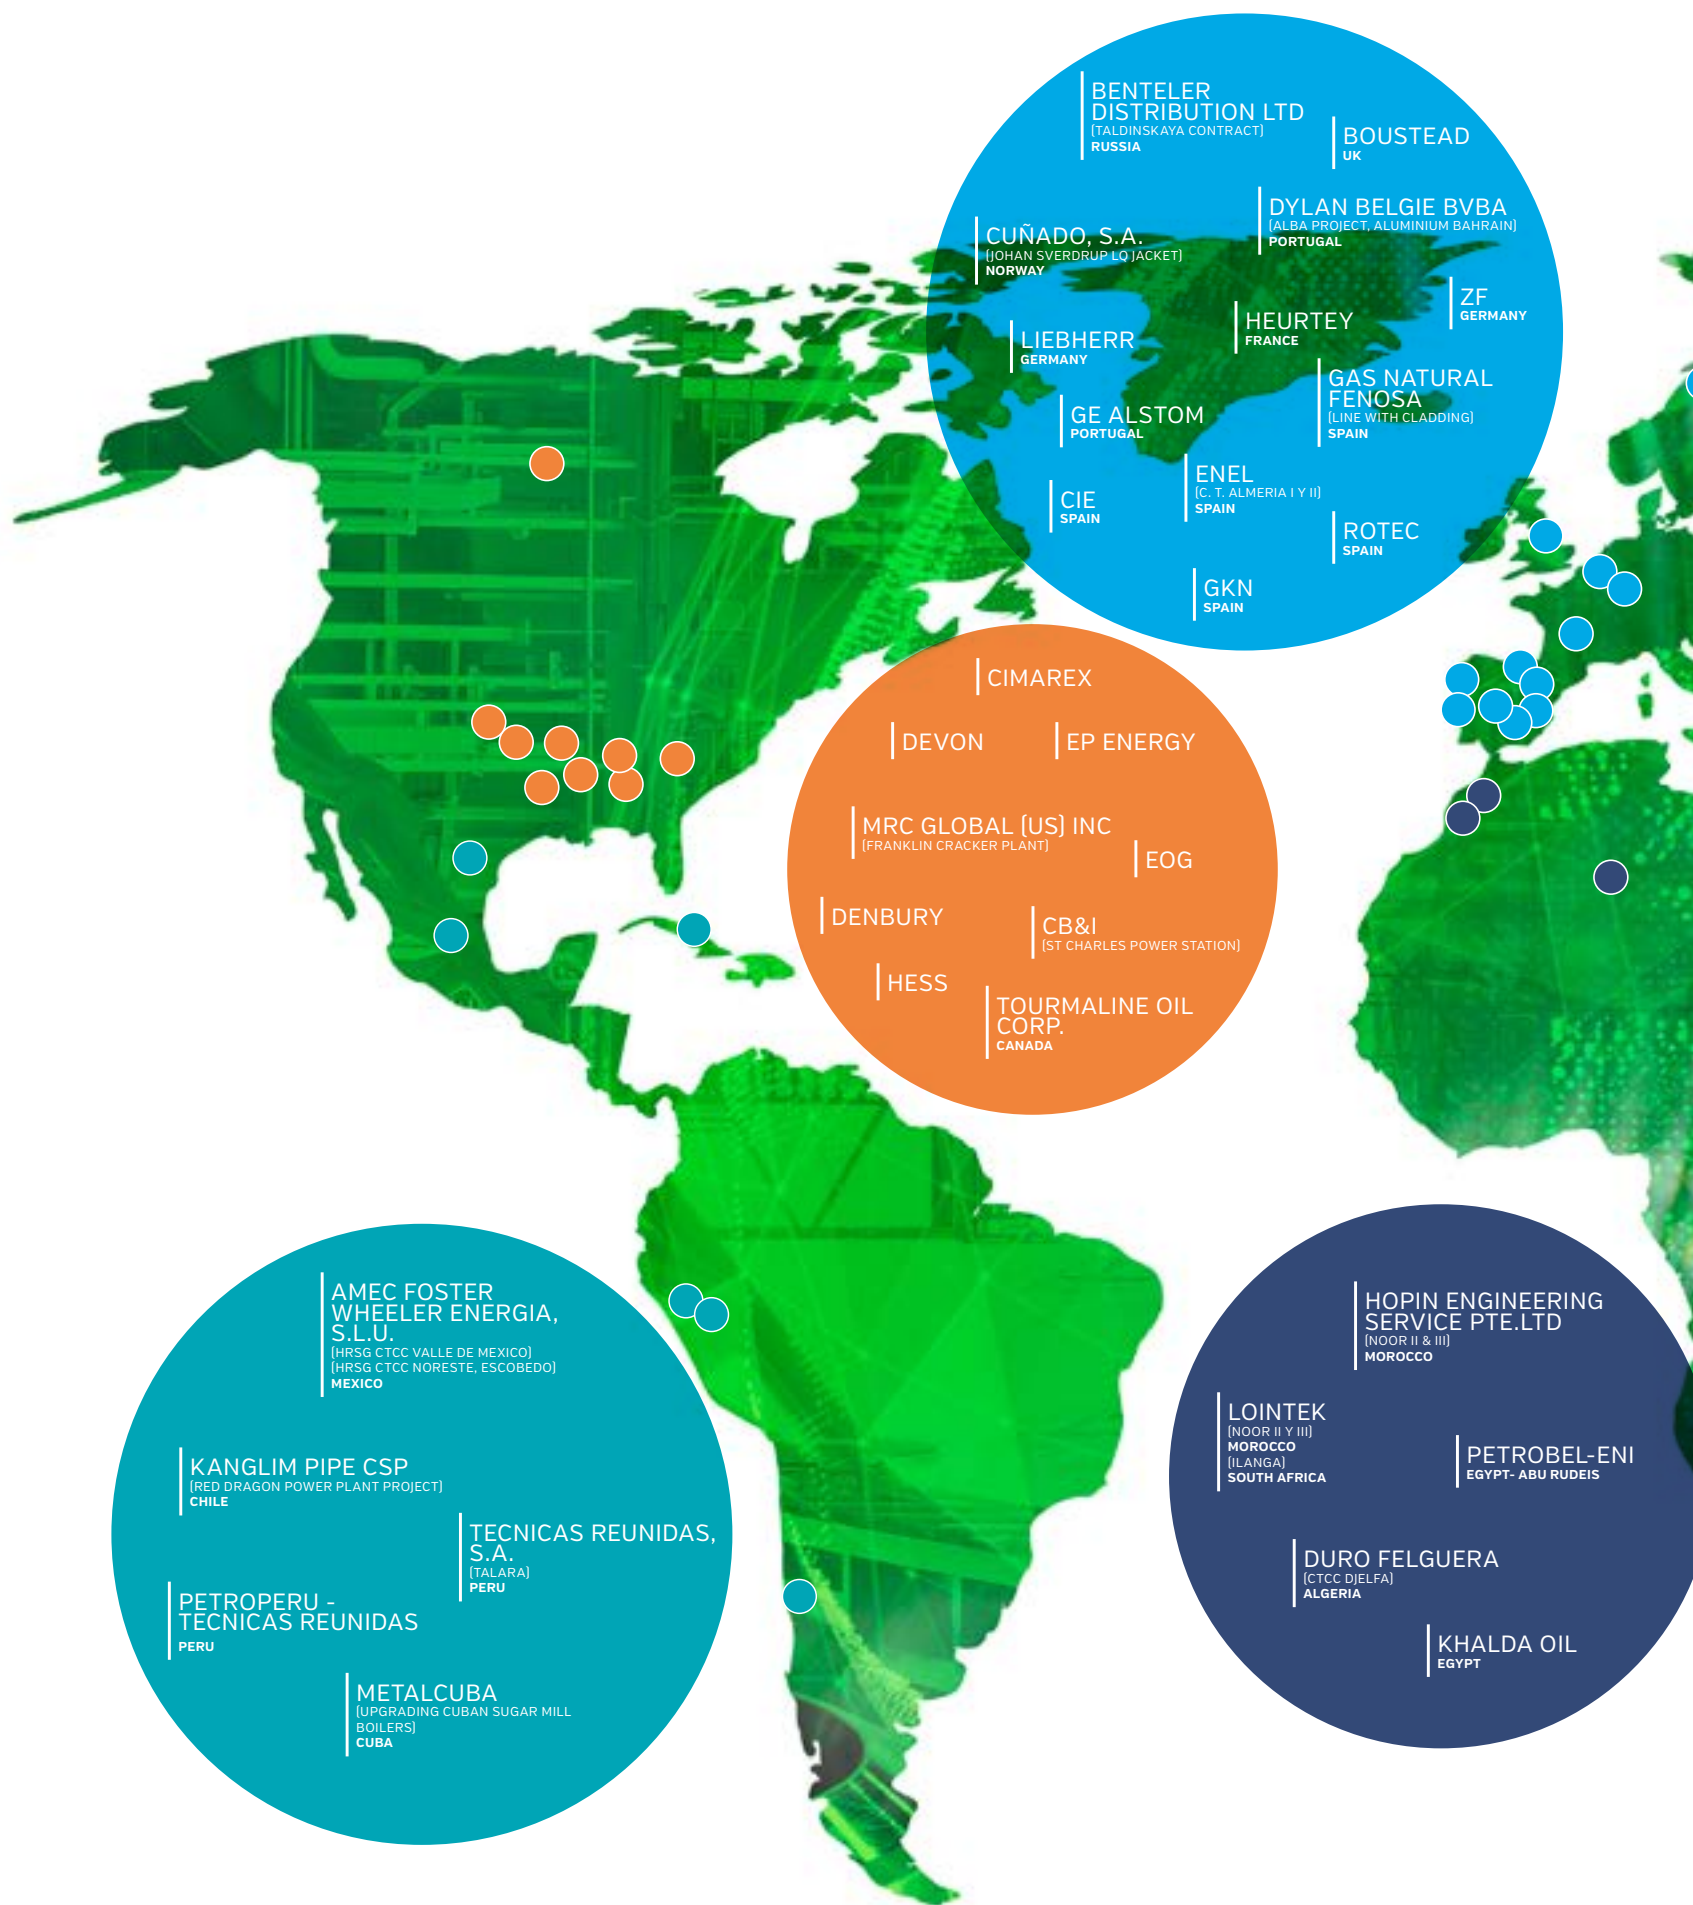 BENTELER
DISTRIBUTION LTD
(TALDINSKAYA CONTRACT)
RUSSIA
BOUSTEAD
UK
DYLAN BELGIE BVBA
(ALBA PROJECT, ALUMINIUM BAHRAIN)
PORTUGAL
CUÑADO, S.A.
(JOHAN SVERDRUP LQ JACKET)
NORWAY
ZF
GERMANY
HEURTEY
FRANCE
LIEBHERR
GERMANY
GAS NATURAL
FENOSA
(LINE WITH CLADDING)
SPAIN
GE ALSTOM
PORTUGAL
ENEL
(C. T. ALMERIA I Y II)
SPAIN
CIE
SPAIN
ROTEC
SPAIN
GKN
SPAIN
CIMAREX
DEVON
EP ENERGY
MRC GLOBAL (US) INC
(FRANKLIN CRACKER PLANT)
EOG
DENBURY
CB&I
(ST CHARLES POWER STATION)
HESS
TOURMALINE OIL
CORP.
CANADA
AMEC FOSTER
WHEELER ENERGIA,
S.L.U.
(HRSG CTCC VALLE DE MEXICO)
(HRSG CTCC NORESTE, ESCOBEDO)
MEXICO
KANGLIM PIPE CSP
(RED DRAGON POWER PLANT PROJECT)
CHILE
TECNICAS REUNIDAS,
S.A.
(TALARA)
PERU
PETROPERU -
TECNICAS REUNIDAS
PERU
METALCUBA
(UPGRADING CUBAN SUGAR MILL
BOILERS)
CUBA
HOPIN ENGINEERING
SERVICE PTE.LTD
(NOOR II & III)
MOROCCO
LOINTEK
(NOOR II Y III)
MOROCCO
(ILANGA)
SOUTH AFRICA
PETROBEL-ENI
EGYPT- ABU RUDEIS
DURO FELGUERA
(CTCC DJELFA)
ALGERIA
KHALDA OIL
EGYPT